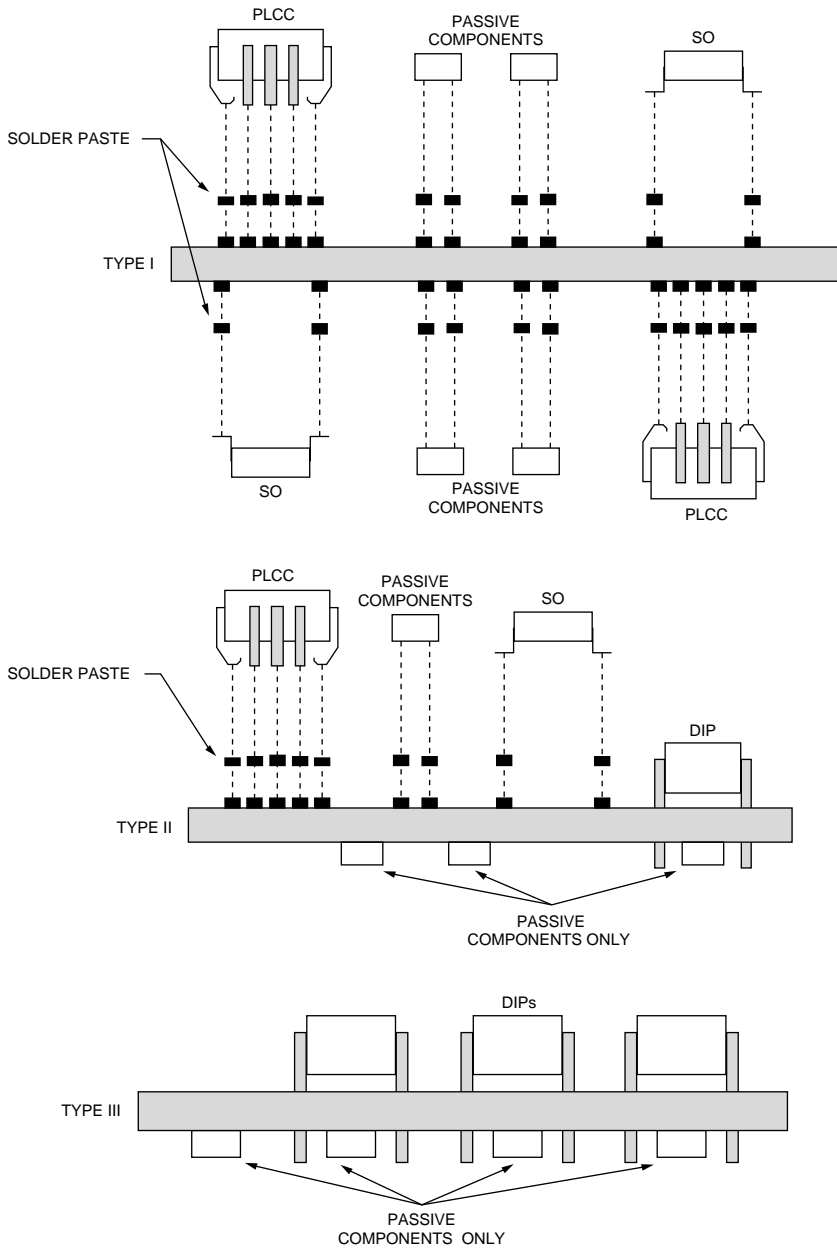 PLCC
PASSIVE
COMPONENTS
SO
SOLDER PASTE
TYPE I
SO
PASSIVE
COMPONENTS
PLCC
PLCC
PASSIVE
COMPONENTS
SO
SOLDER PASTE
DIP
TYPE II
PASSIVE
COMPONENTS ONLY
DIPs
TYPE III
PASSIVE
COMPONENTS ONLY